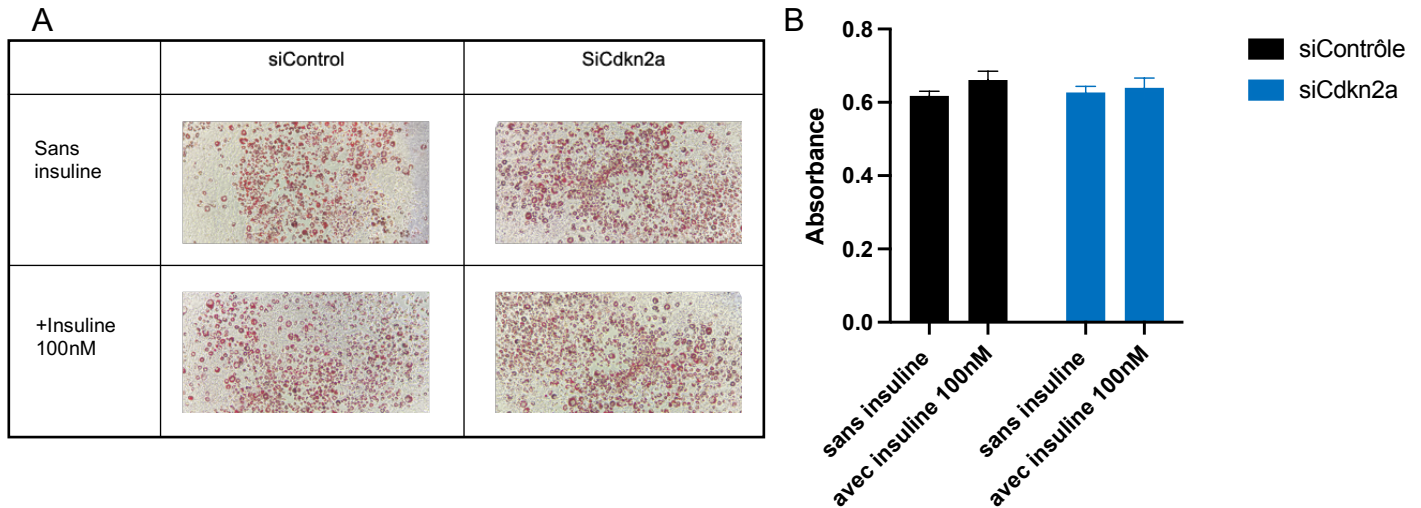 A
siControl
SiCdkn2a
Sans
insuline
+Insuline
100nM
B
0.8
0.6
0.4
0.2
0.0
Absorbance
sans insuline
avec insuline 100nM
sans insuline
avec insuline 100nM
siContrôle
siCdkn2a